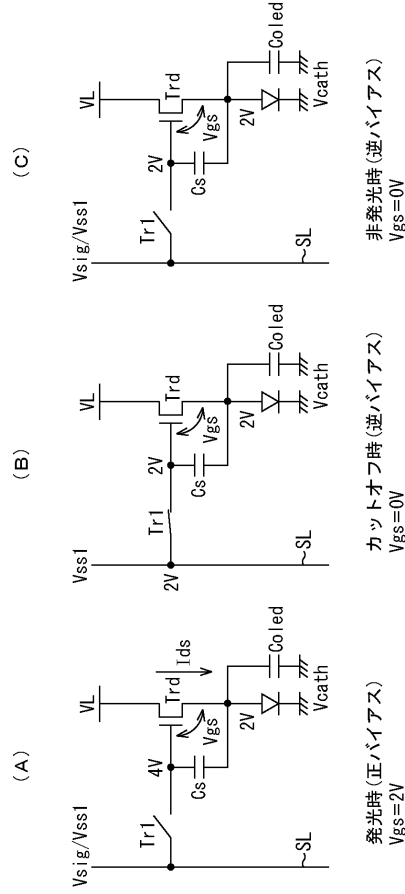 (A)
Vsig/Vss1
VL
Tr1
4V
Trd
Ids
Cs
Vgs
2V
Coled
SL
Vcath
発光時(正バイアス)
Vgs=2V
(B)
Vss1
VL
2V
Tr1
2V
Trd
Cs
Vgs
2V
Coled
SL
Vcath
カットオフ時(逆バイアス)
Vgs=0V
(C)
Vsig/Vss1
VL
Tr1
2V
Trd
Cs
Vgs
2V
Coled
SL
Vcath
非発光時(逆バイアス)
Vgs=0V